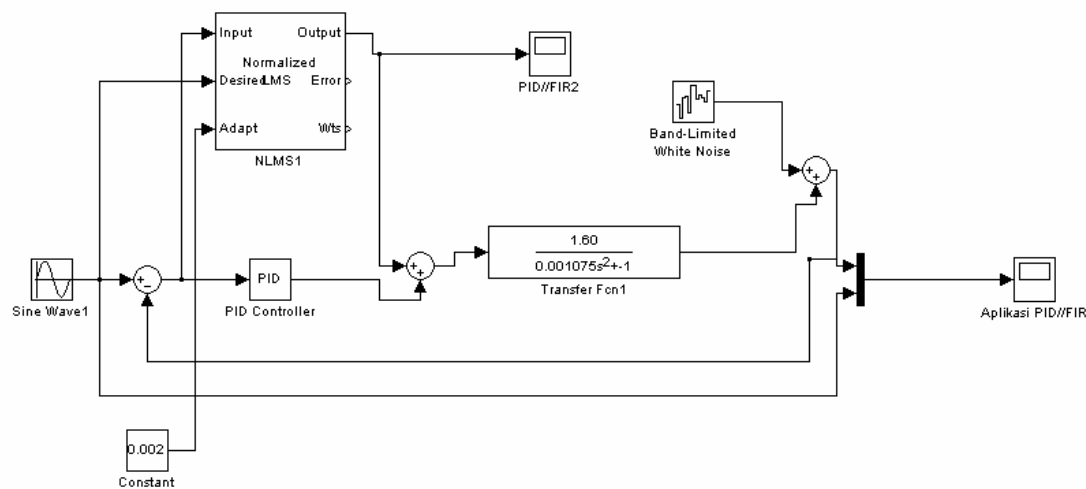 Input
Output
Normalized
Desired
LMS
Error
Adapt
Wts
NLMS1
PID//FIR2
Band-Limited
White Noise
+
+
1.60
0.001075s²+-1
Transfer Fcn1
+
+
Sine Wave1
+
−
PID
PID Controller
Aplikasi PID//FIR
0.002
Constant